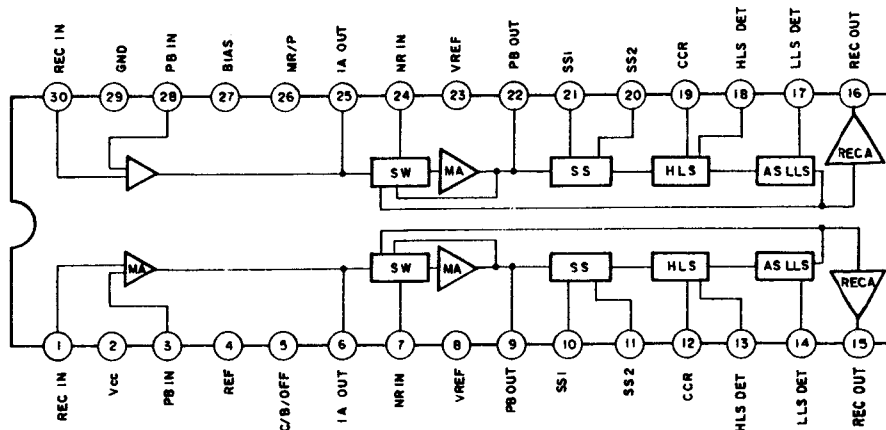 REC IN
GND
PB IN
BIAS
MR/P
IA OUT
NR IN
VREF
PB OUT
SS1
SS2
CCR
HLS DET
LLS DET
REC OUT
30 29 28 27 26 25 24 23 22 21 20 19 18 17 16
SW MA SS HLS AS LLS RECA
MA SW MA SS HLS AS LLS RECA
1 2 3 4 5 6 7 8 9 10 11 12 13 14 15
REC IN
Vcc
PB IN
REF
C/B/OFF
IA OUT
NR IN
VREF
PB OUT
SS1
SS2
CCR
HLS DET
LLS DET
REC OUT